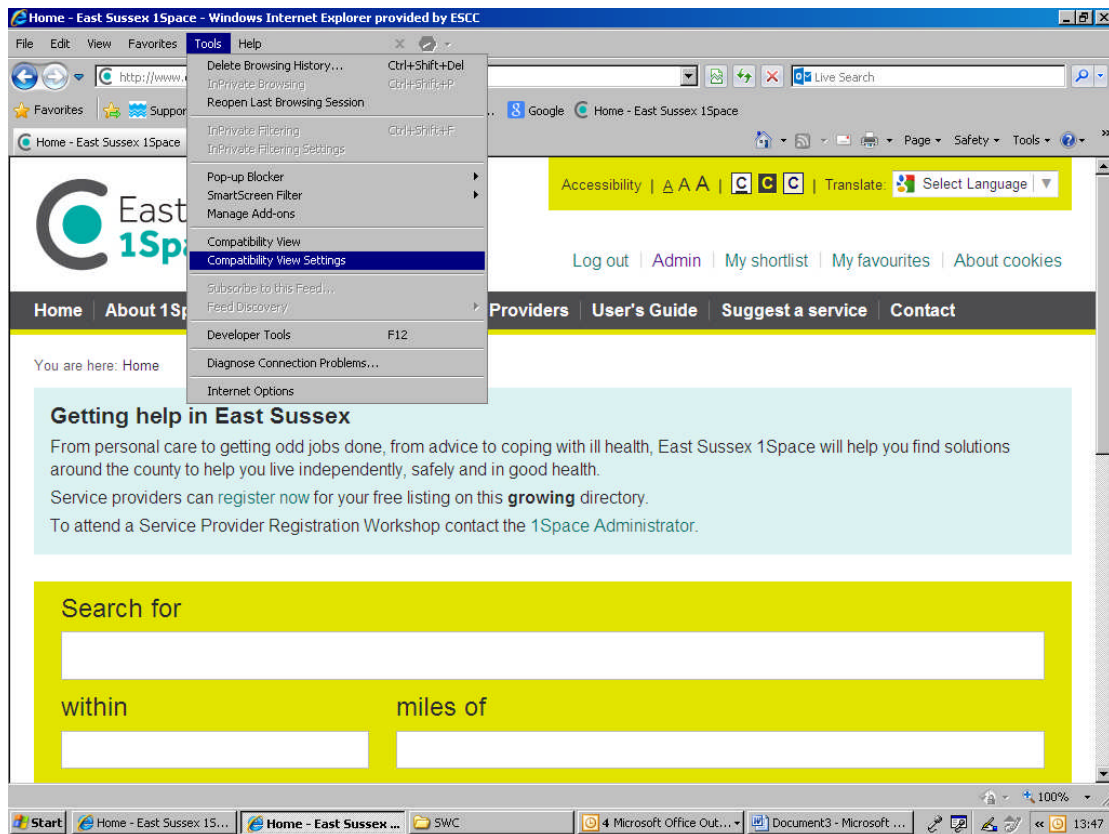 Home - East Sussex 1Space - Windows Internet Explorer provided by ESCC
File Edit View Favorites Tools Help
Delete Browsing History... Ctrl+Shift+Del
InPrivate Browsing Ctrl+Shift+P
Reopen Last Browsing Session
InPrivate Filtering Ctrl+Shift+F
InPrivate Filtering Settings
Pop-up Blocker
SmartScreen Filter
Manage Add-ons
Compatibility View
Compatibility View Settings
Subscribe to this Feed...
Feed Discovery
Developer Tools F12
Diagnose Connection Problems...
Internet Options
http://www. Live Search
Favorites Suppor .. Google Home - East Sussex 1Space
Home - East Sussex 1Space Page Safety Tools »
East
1Sp
Accessibility | A A A | C C C | Translate: Select Language ▼
Log out | Admin | My shortlist | My favourites | About cookies
Home | About 1Sp Providers | User's Guide | Suggest a service | Contact
You are here: Home
Getting help in East Sussex
From personal care to getting odd jobs done, from advice to coping with ill health, East Sussex 1Space will help you find solutions
around the county to help you live independently, safely and in good health.
Service providers can register now for your free listing on this growing directory.
To attend a Service Provider Registration Workshop contact the 1Space Administrator.
Search for
within miles of
100%
Start Home - East Sussex 1S... Home - East Sussex ... SWC 4 Microsoft Office Out... Document3 - Microsoft ... « 13:47